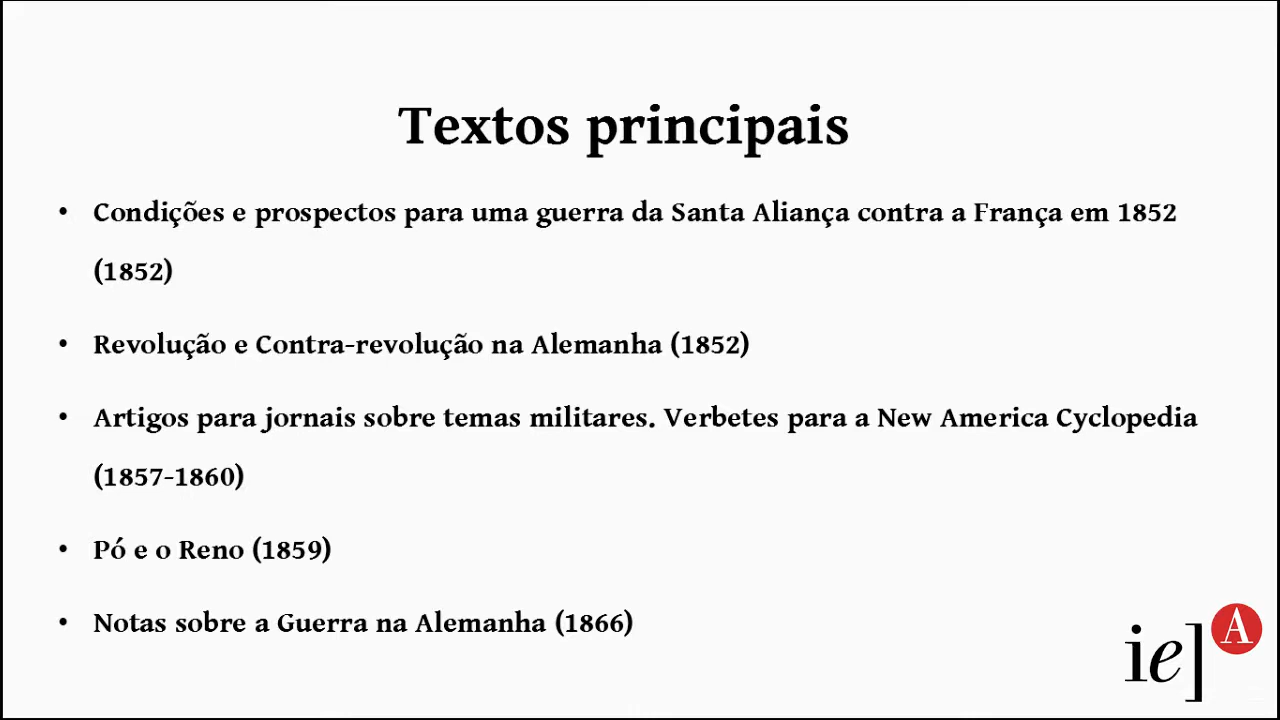 Textos principais
• Condições e prospectos para uma guerra da Santa Aliança contra a França em 1852
(1852)
• Revolução e Contra-revolução na Alemanha (1852)
• Artigos para jornais sobre temas militares. Verbetes para a New America Cyclopedia
(1857-1860)
• Pó e o Reno (1859)
• Notas sobre a Guerra na Alemanha (1866)
ie] A